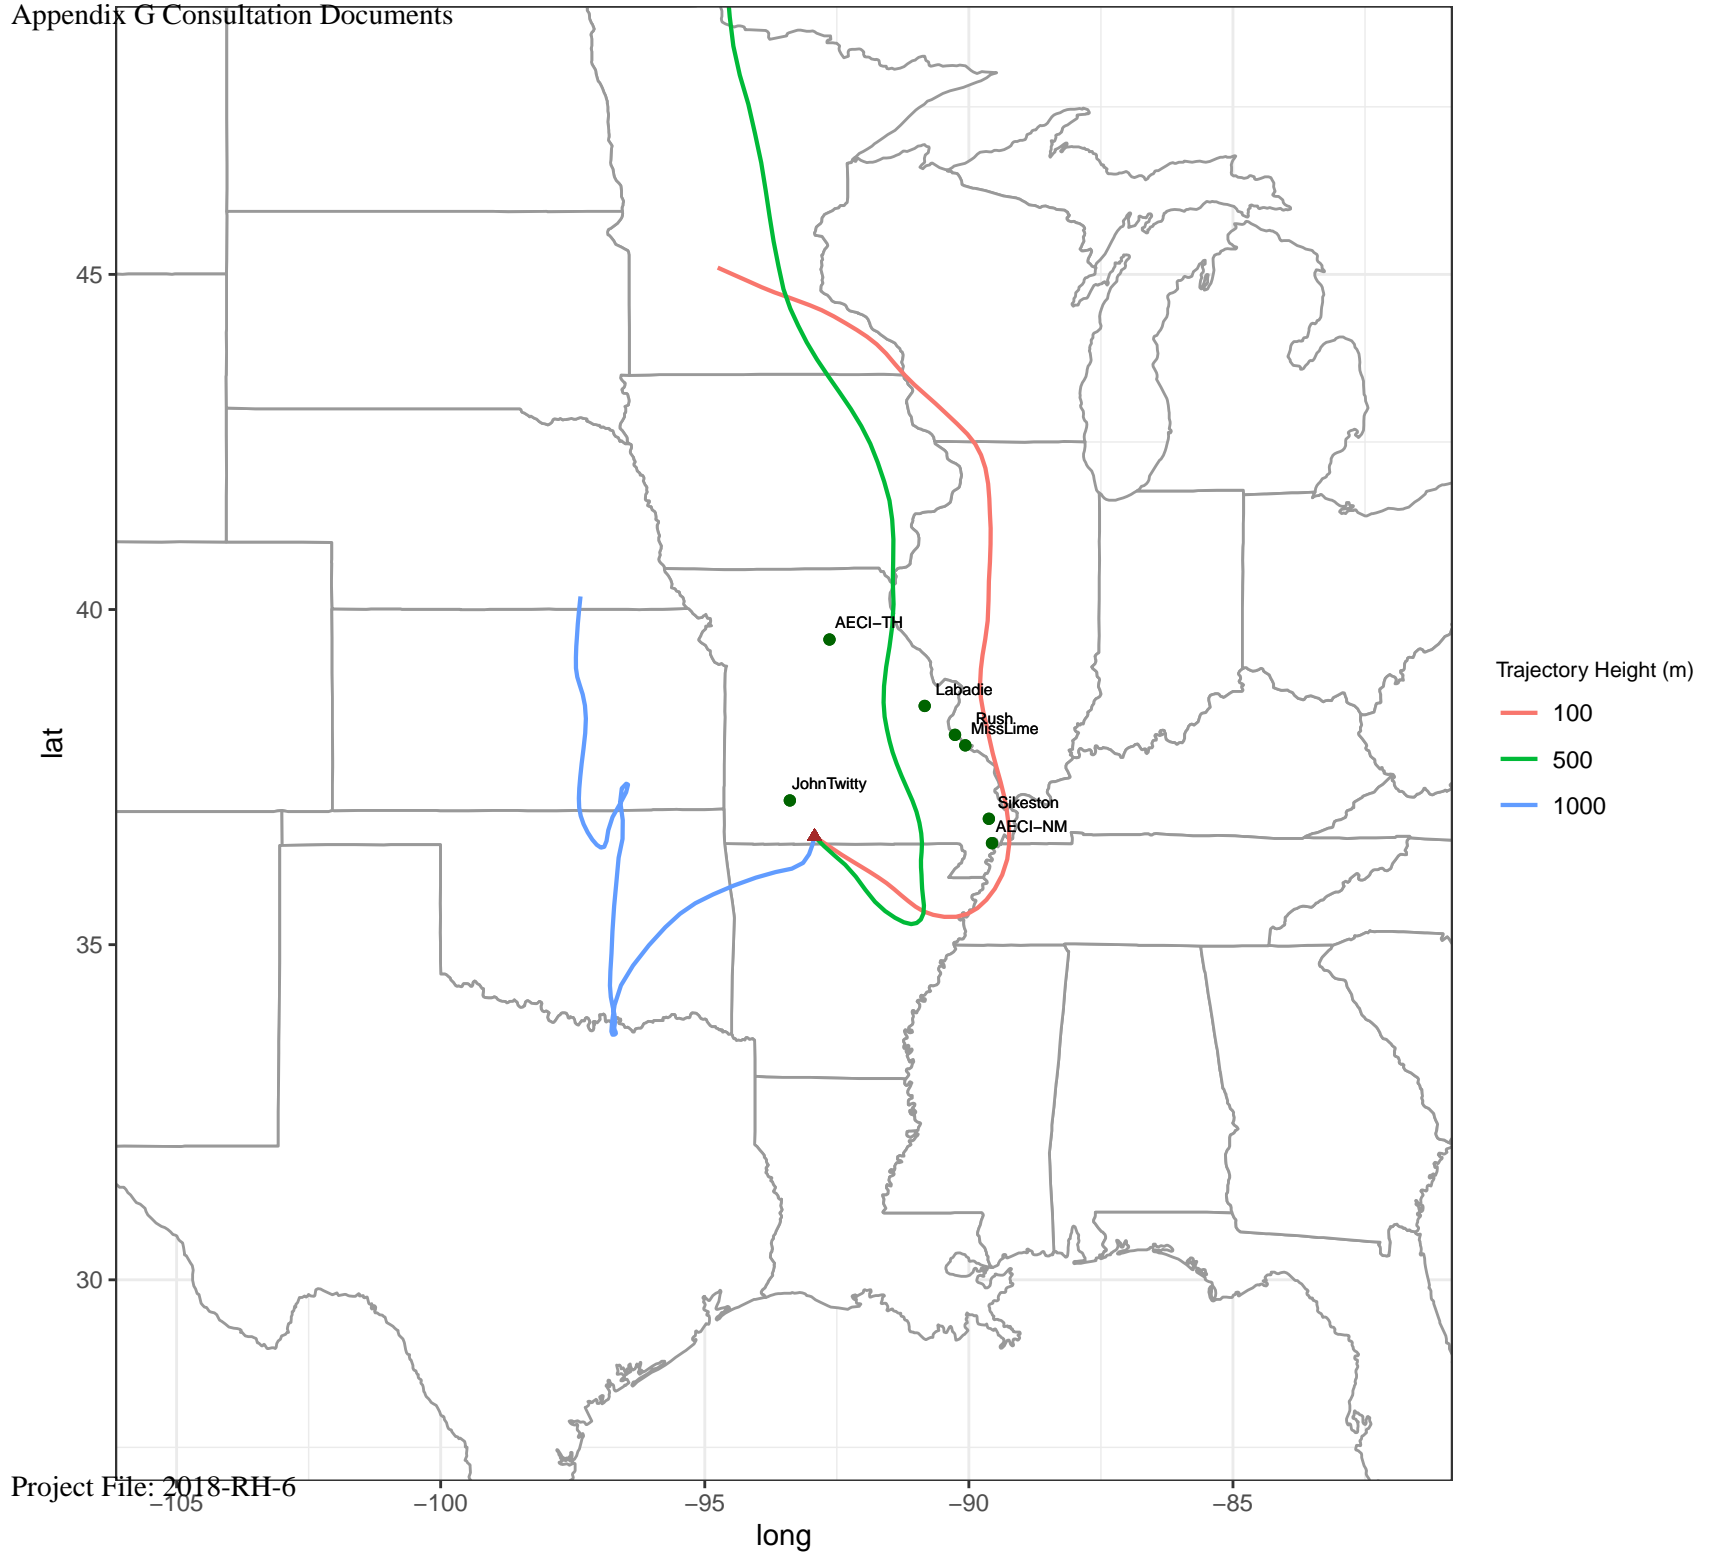 Appendix G Consultation Documents
45
40
35
30
lat
AECI−TH
Labadie
Rush
MissLime
JohnTwitty
Sikeston
AECI−NM
Trajectory Height (m)
100
500
1000
Project File: 2018-RH-6
−105
−100
−95
−90
−85
long